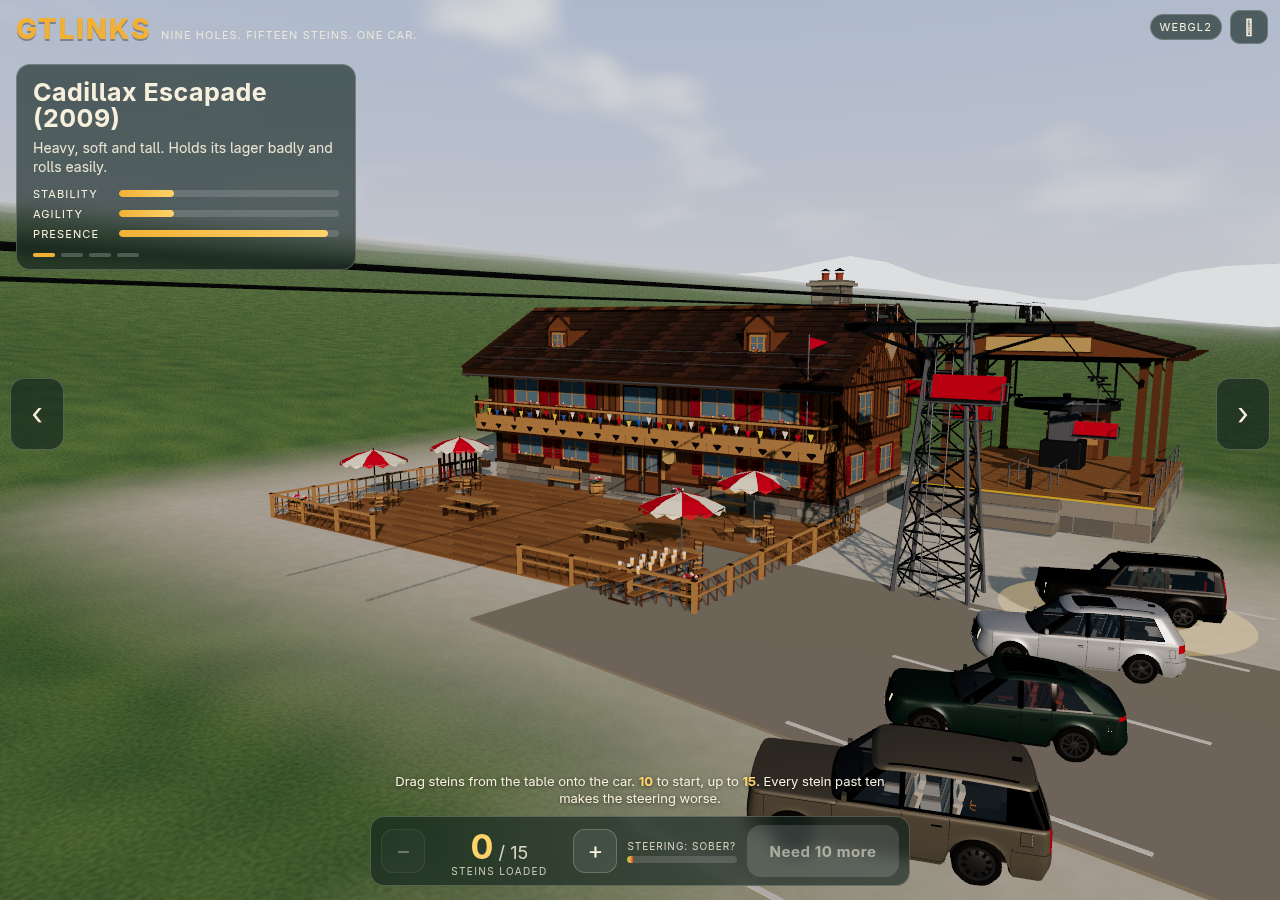 GTLINKS
NINE HOLES. FIFTEEN STEINS. ONE CAR.
WEBGL2
Cadillax Escapade
(2009)
Heavy, soft and tall. Holds its lager badly and
rolls easily.
STABILITY
AGILITY
PRESENCE
Drag steins from the table onto the car. 10 to start, up to 15. Every stein past ten
makes the steering worse.
0 / 15
STEINS LOADED
STEERING: SOBER?
Need 10 more